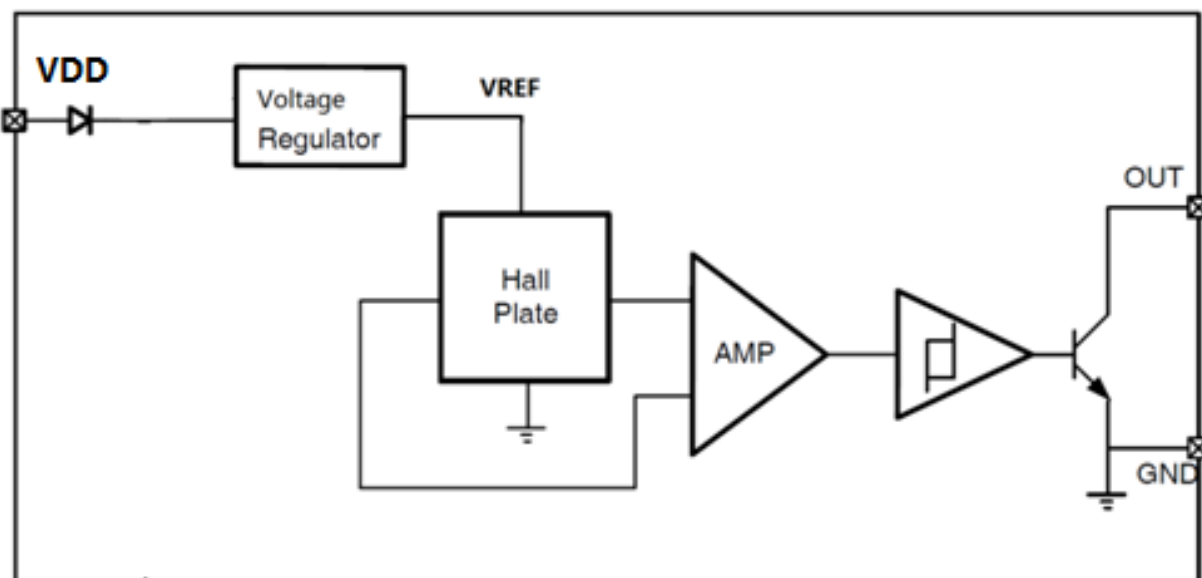 VDD
Voltage
Regulator
VREF
Hall
Plate
AMP
OUT
GND